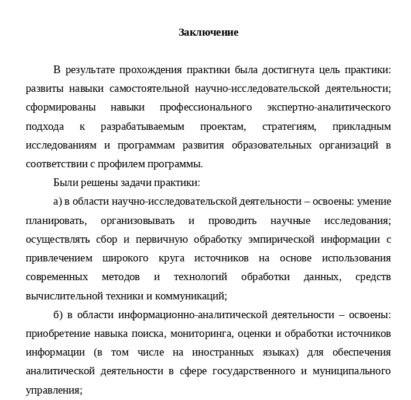 Заключение
В результате прохождения практики была достигнута цель практики:
развиты навыки самостоятельной научно-исследовательской деятельности;
сформированы навыки профессионального экспертно-аналитического
подхода к разрабатываемым проектам, стратегиям, прикладным
исследованиям и программам развития образовательных организаций в
соответствии с профилем программы.
Были решены задачи практики:
а) в области научно-исследовательской деятельности – освоены: умение
планировать, организовывать и проводить научные исследования;
осуществлять сбор и первичную обработку эмпирической информации с
привлечением широкого круга источников на основе использования
современных методов и технологий обработки данных, средств
вычислительной техники и коммуникаций;
б) в области информационно-аналитической деятельности – освоены:
приобретение навыка поиска, мониторинга, оценки и обработки источников
информации (в том числе на иностранных языках) для обеспечения
аналитической деятельности в сфере государственного и муниципального
управления;